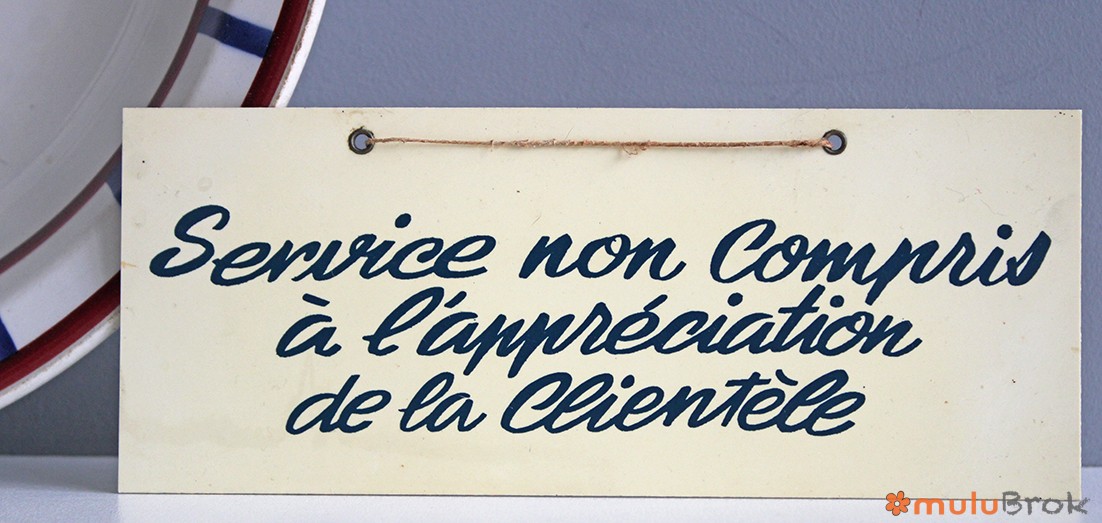 Service non Compris
à l'appréciation
de la Clientèle
muluBrok